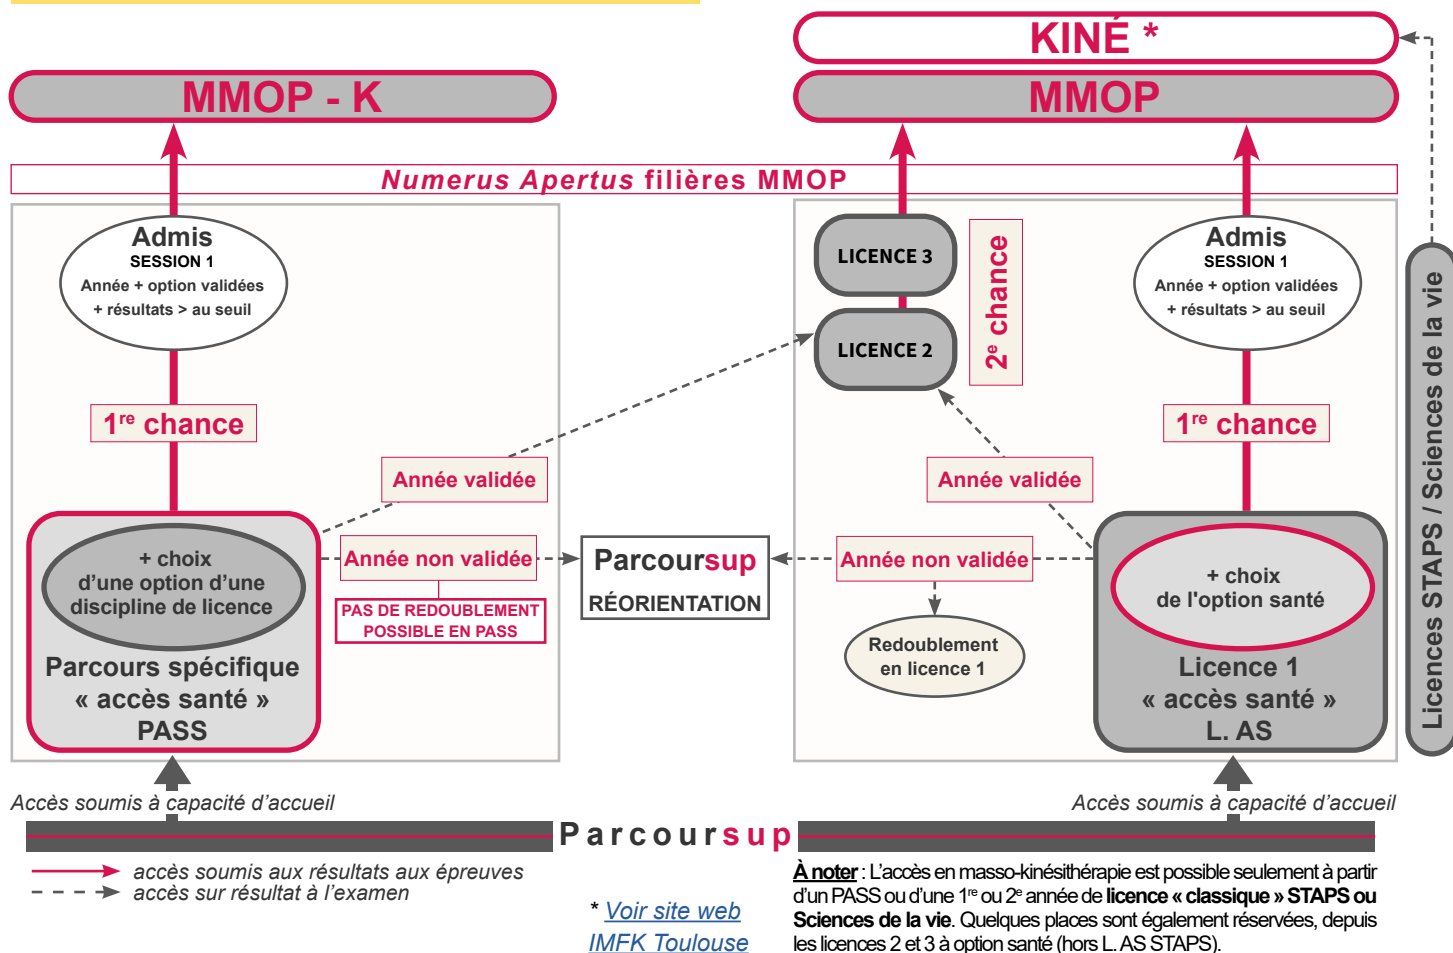 KINÉ *
MMOP - K
MMOP
Numerus Apertus filières MMOP
Admis
SESSION 1
Année + option validées
+ résultats > au seuil
1re chance
Année validée
Année non validée
PAS DE REDOUBLEMENT
POSSIBLE EN PASS
+ choix
d’une option d’une
discipline de licence
Parcours spécifique
« accès santé »
PASS
Parcoursup
RÉORIENTATION
LICENCE 3
LICENCE 2
2e chance
Admis
SESSION 1
Année + option validées
+ résultats > au seuil
1re chance
Année validée
Année non validée
Redoublement
en licence 1
+ choix
de l'option santé
Licence 1
« accès santé »
L. AS
Licences STAPS / Sciences de la vie
Accès soumis à capacité d’accueil
Accès soumis à capacité d’accueil
Parcoursup
accès soumis aux résultats aux épreuves
accès sur résultat à l’examen
* Voir site web
IMFK Toulouse
À noter : L’accès en masso-kinésithérapie est possible seulement à partir
d’un PASS ou d’une 1re ou 2e année de licence « classique » STAPS ou
Sciences de la vie. Quelques places sont également réservées, depuis
les licences 2 et 3 à option santé (hors L. AS STAPS).